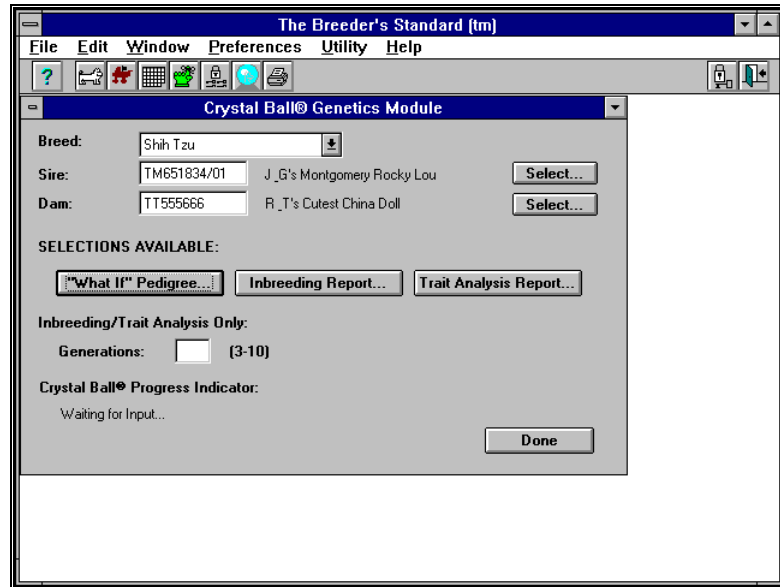 The Breeder's Standard (tm)
File Edit Window Preferences Utility Help
?
Crystal Ball® Genetics Module
Breed: Shih Tzu
Sire: TM651834/01 J_G's Montgomery Rocky Lou Select...
Dam: TT555666 R_T's Cutest China Doll Select...
SELECTIONS AVAILABLE:
"What If" Pedigree... Inbreeding Report... Trait Analysis Report...
Inbreeding/Trait Analysis Only:
Generations: (3-10)
Crystal Ball® Progress Indicator:
Waiting for Input...
Done